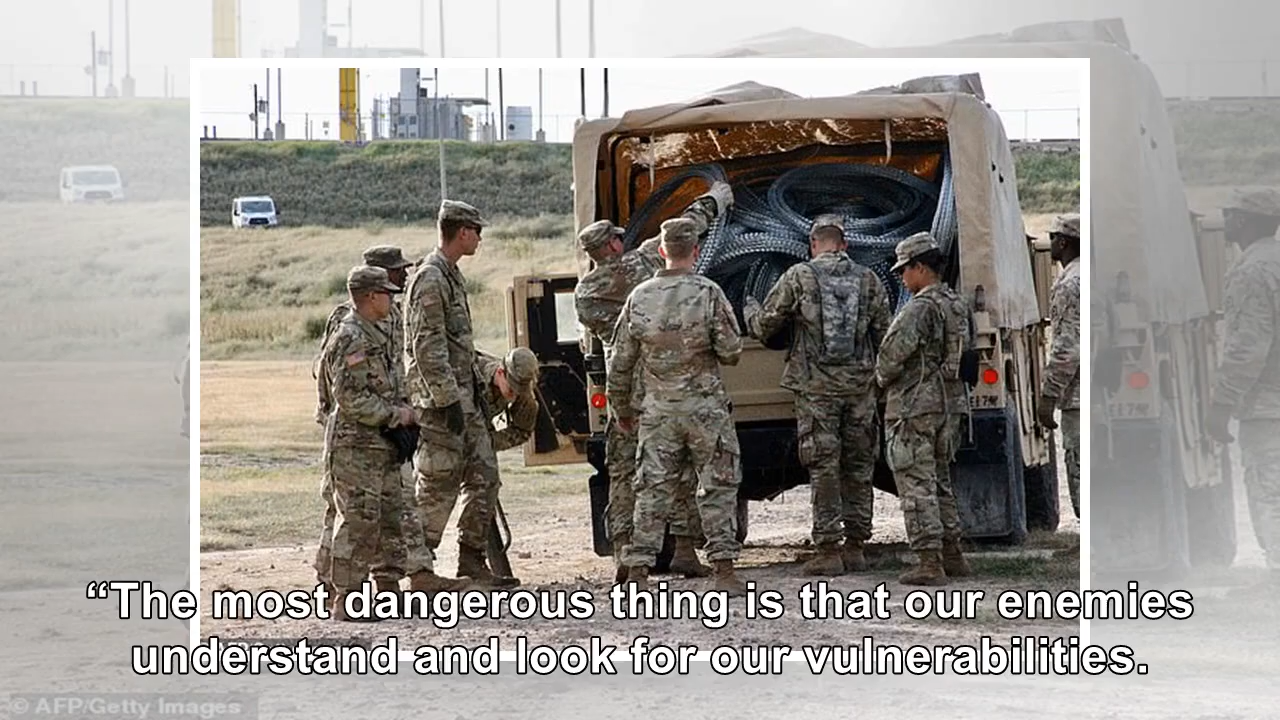 “The most dangerous thing is that our enemies
understand and look for our vulnerabilities.
© AFP/Getty Images